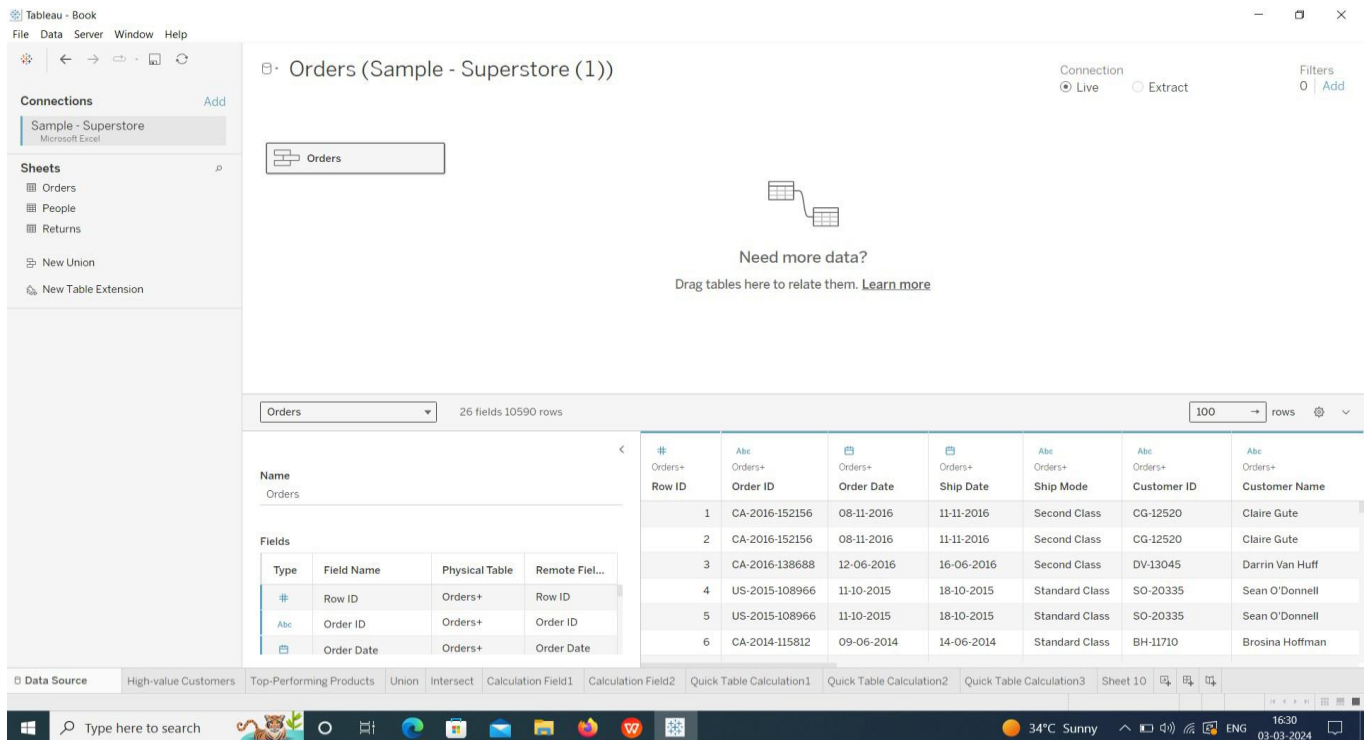 Tableau - Book
File Data Server Window Help
Connections Add
Sample - Superstore
Microsoft Excel
Sheets
Orders
People
Returns
New Union
New Table Extension
Orders (Sample - Superstore (1))
Connection
Live Extract
Filters
0 Add
Orders
Need more data?
Drag tables here to relate them. Learn more
Orders 26 fields 10590 rows 100 → rows
Name
Orders
Fields
Type Field Name Physical Table Remote Fiel...
# Row ID Orders+ Row ID
Abc Order ID Orders+ Order ID
Order Date Orders+ Order Date
# Abc Abc Abc Abc
Orders+ Orders+ Orders+ Orders+ Orders+ Orders+ Orders+
Row ID Order ID Order Date Ship Date Ship Mode Customer ID Customer Name
1 CA-2016-152156 08-11-2016 11-11-2016 Second Class CG-12520 Claire Gute
2 CA-2016-152156 08-11-2016 11-11-2016 Second Class CG-12520 Claire Gute
3 CA-2016-138688 12-06-2016 16-06-2016 Second Class DV-13045 Darrin Van Huff
4 US-2015-108966 11-10-2015 18-10-2015 Standard Class SO-20335 Sean O'Donnell
5 US-2015-108966 11-10-2015 18-10-2015 Standard Class SO-20335 Sean O'Donnell
6 CA-2014-115812 09-06-2014 14-06-2014 Standard Class BH-11710 Brosina Hoffman
Data Source High-value Customers Top-Performing Products Union Intersect Calculation Field1 Calculation Field2 Quick Table Calculation1 Quick Table Calculation2 Quick Table Calculation3 Sheet 10
Type here to search 34°C Sunny ENG 16:30
03-03-2024